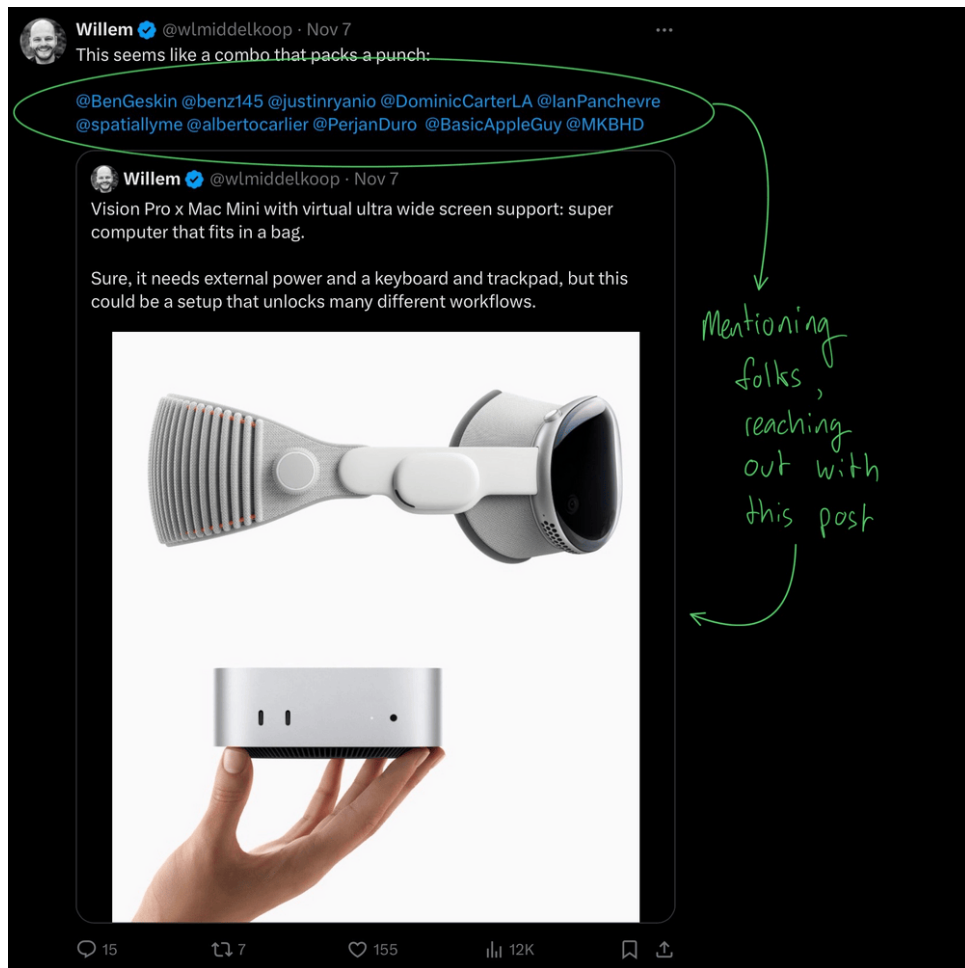 Willem @wlmiddelkoop · Nov 7
This seems like a combo that packs a punch:
@BenGeskin @benz145 @justinryanio @DominicCarterLA @IanPanchevre
@spatiallyme @albertocarlier @PerjanDuro @BasicAppleGuy @MKBHD
Willem @wlmiddelkoop · Nov 7
Vision Pro x Mac Mini with virtual ultra wide screen support: super
computer that fits in a bag.
Sure, it needs external power and a keyboard and trackpad, but this
could be a setup that unlocks many different workflows.
Mentioning
folks,
reaching
out with
this post
15 7 155 12K